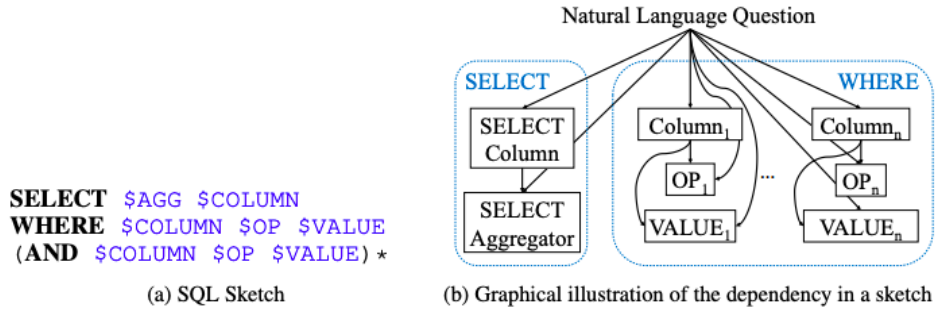 Natural Language Question
SELECT
WHERE
SELECT
Column
Column₁
Columnₙ
OP₁
...
OPₙ
SELECT
Aggregator
VALUE₁
VALUEₙ
SELECT $AGG $COLUMN
WHERE $COLUMN $OP $VALUE
(AND $COLUMN $OP $VALUE)*
(a) SQL Sketch
(b) Graphical illustration of the dependency in a sketch